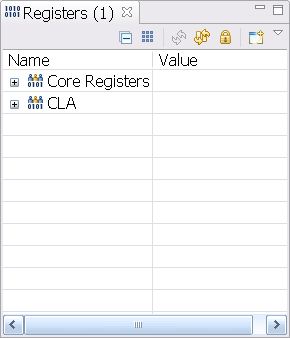 Registers (1)
Name Value
Core Registers
CLA